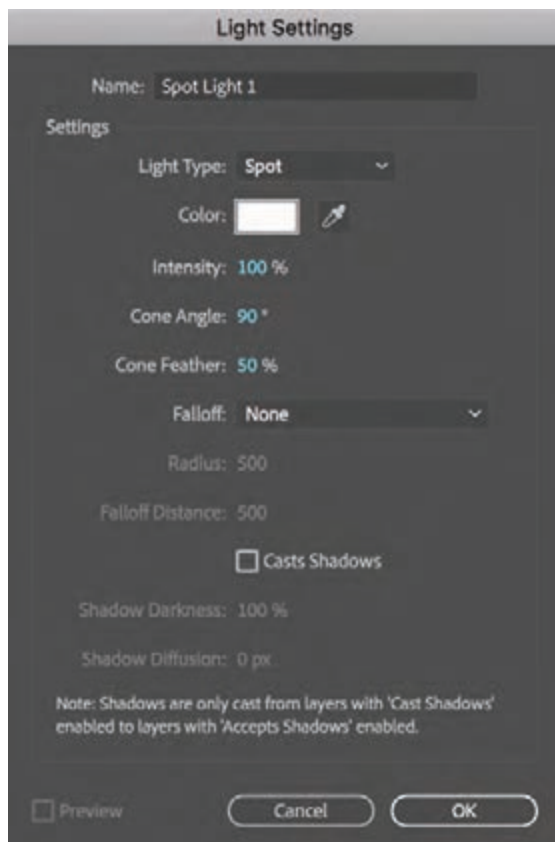 Light Settings
Name: Spot Light 1
Settings
Light Type: Spot
Color:
Intensity: 100 %
Cone Angle: 90 °
Cone Feather: 50 %
Falloff: None
Radius: 500
Falloff Distance: 500
Casts Shadows
Shadow Darkness: 100 %
Shadow Diffusion: 0 px
Note: Shadows are only cast from layers with 'Cast Shadows'
enabled to layers with 'Accepts Shadows' enabled.
Preview Cancel OK